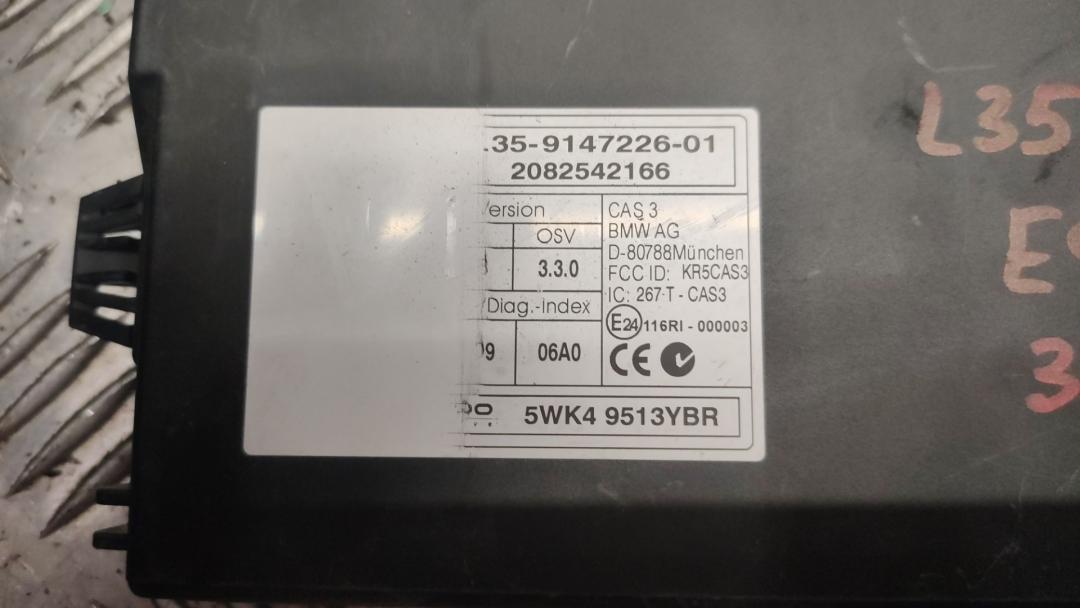 .35-9147226-01
2082542166
Version
OSV
3.3.0
/Diag.-Index
09
06A0
CAS 3
BMW AG
D-80788München
FCC ID: KR5CAS3
IC: 267 T - CAS3
E24 116RI - 000003
CE
5WK4 9513YBR
L35
E
3